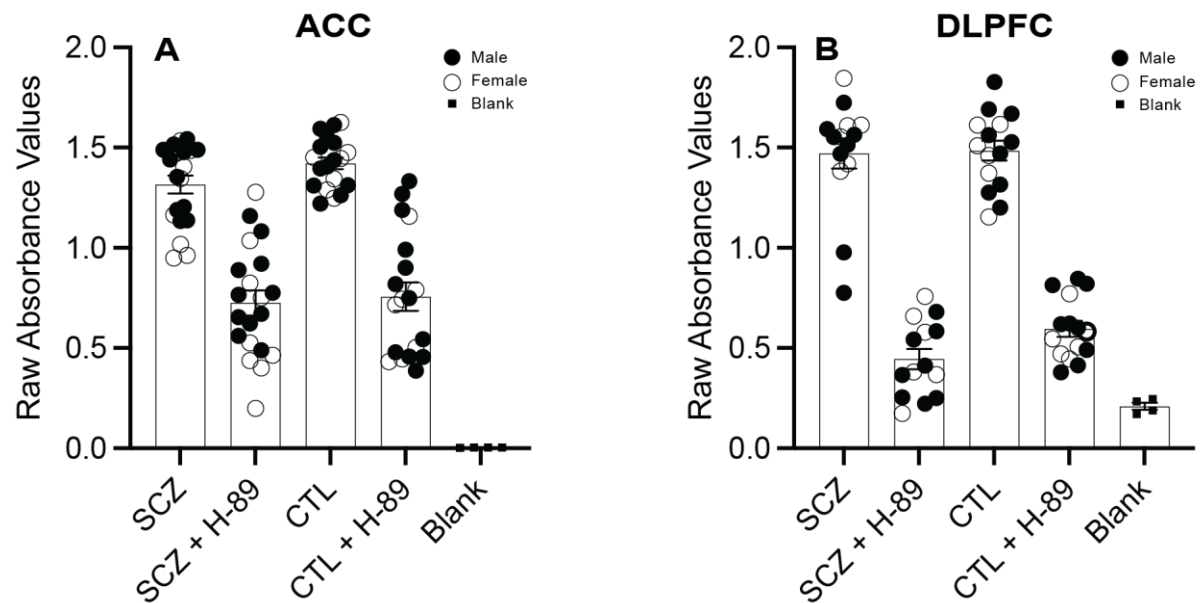 A
ACC
Male
Female
Blank
Raw Absorbance Values
2.0
1.5
1.0
0.5
0.0
SCZ
SCZ + H-89
CTL
CTL + H-89
Blank
B
DLPFC
Male
Female
Blank
Raw Absorbance Values
2.0
1.5
1.0
0.5
0.0
SCZ
SCZ + H-89
CTL
CTL + H-89
Blank